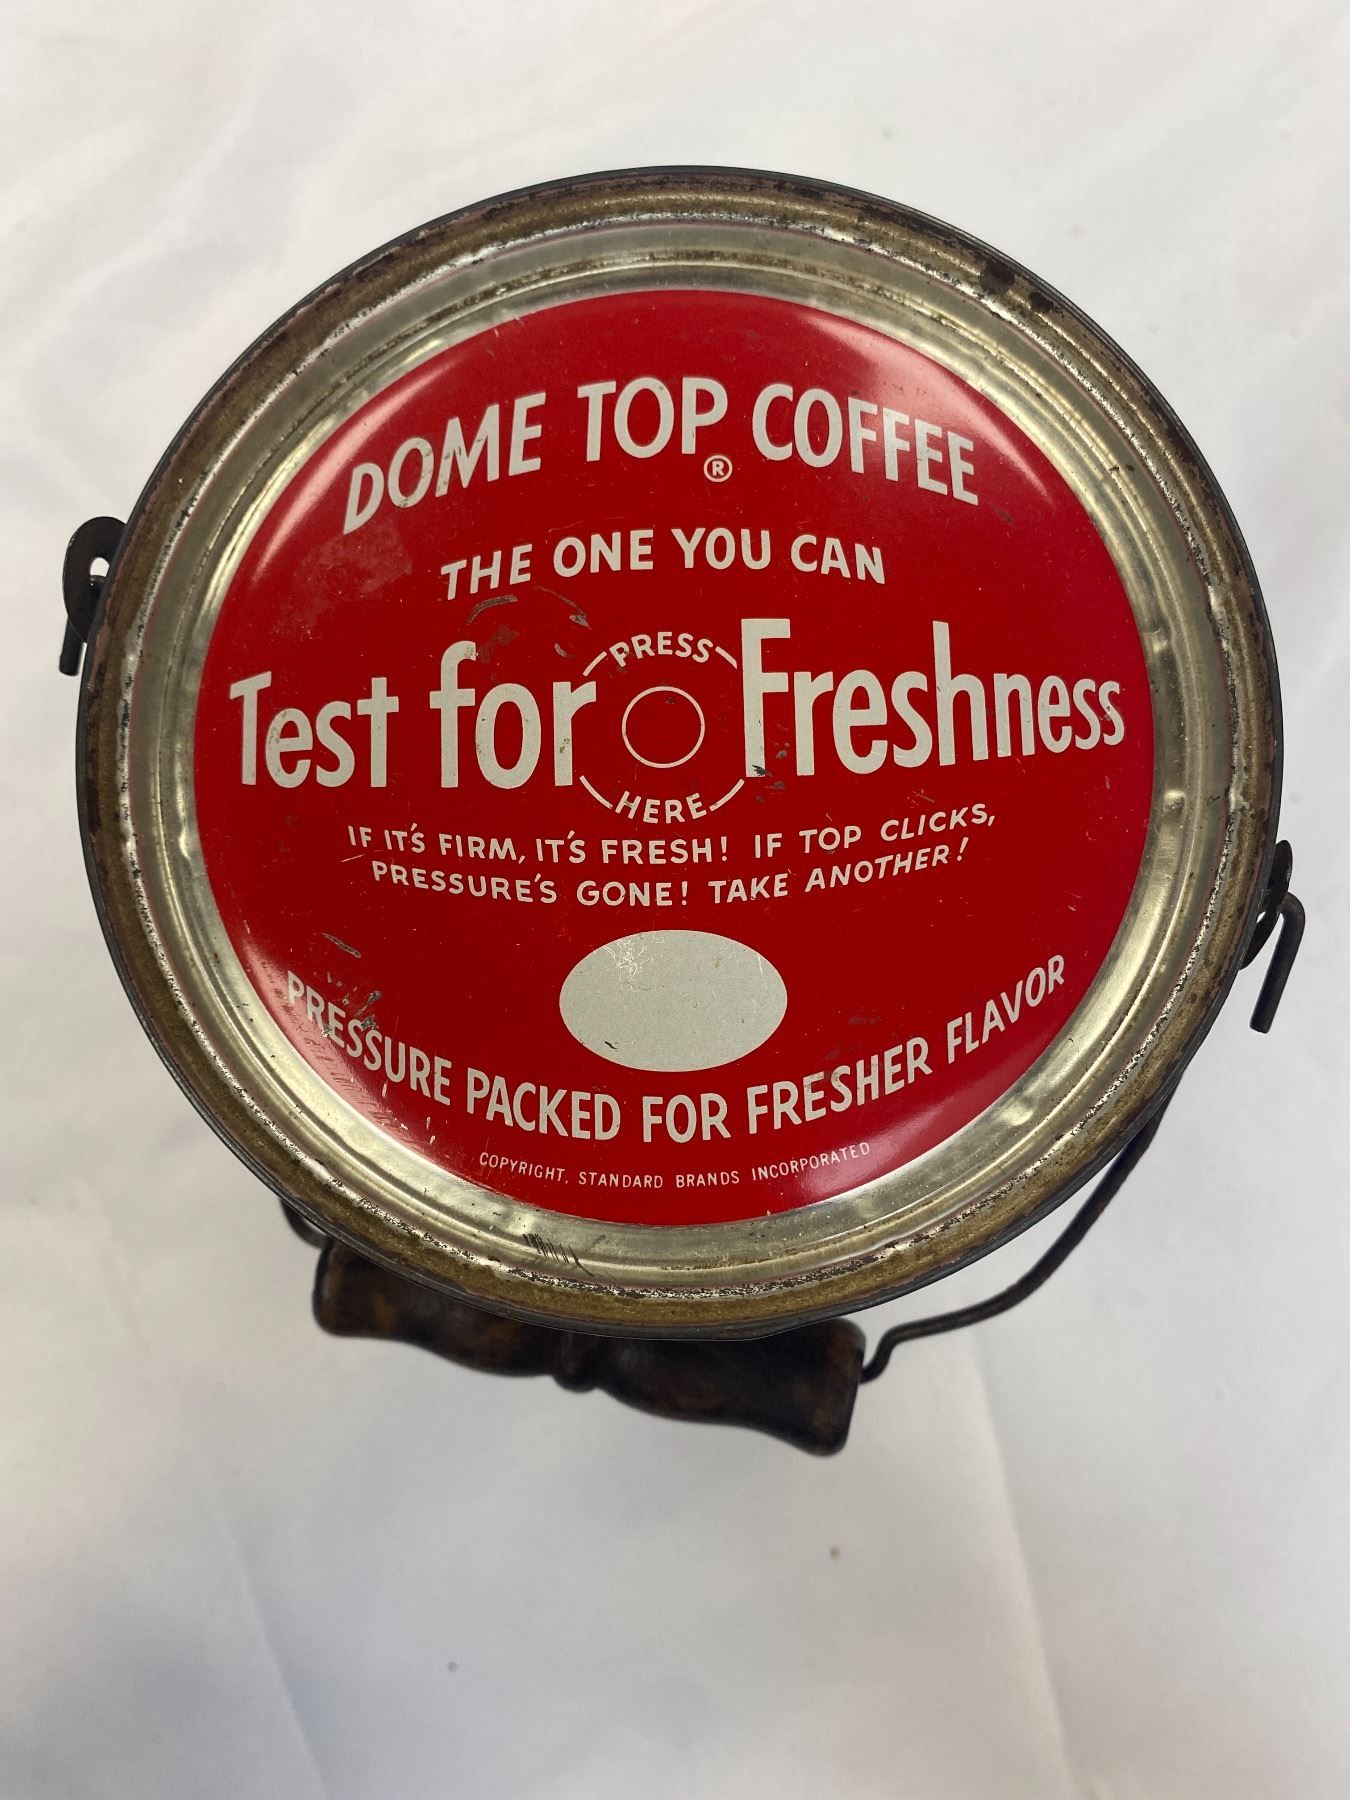 DOME TOP® COFFEE
THE ONE YOU CAN
Test for Freshness
PRESS
HERE
IF IT'S FIRM, IT'S FRESH! IF TOP CLICKS,
PRESSURE'S GONE! TAKE ANOTHER!
PRESSURE PACKED FOR FRESHER FLAVOR
COPYRIGHT, STANDARD BRANDS INCORPORATED